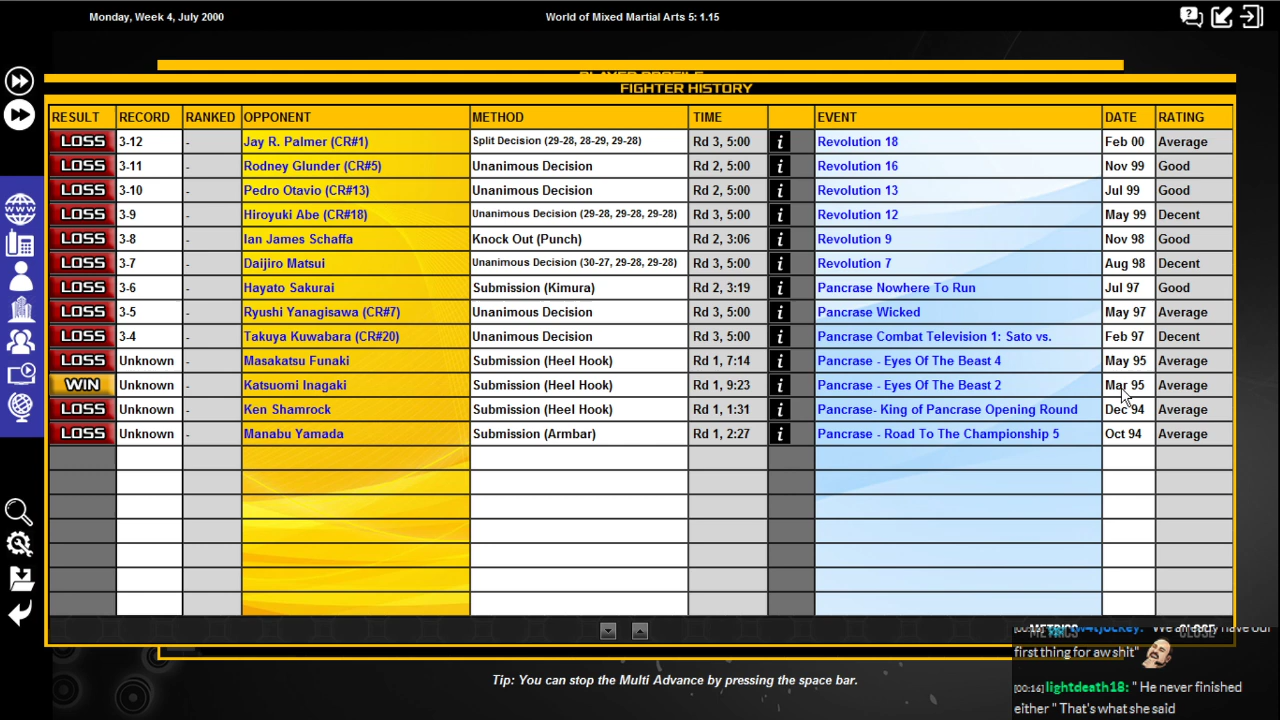 Monday, Week 4, July 2000
World of Mixed Martial Arts 5: 1.15
FIGHTER HISTORY
RESULT RECORD RANKED OPPONENT METHOD TIME EVENT DATE RATING
LOSS 3-12 - Jay R. Palmer (CR#1) Split Decision (29-28, 28-29, 29-28) Rd 3, 5:00 i Revolution 18 Feb 00 Average
LOSS 3-11 - Rodney Glunder (CR#5) Unanimous Decision Rd 2, 5:00 i Revolution 16 Nov 99 Good
LOSS 3-10 - Pedro Otavio (CR#13) Unanimous Decision Rd 2, 5:00 i Revolution 13 Jul 99 Good
LOSS 3-9 - Hiroyuki Abe (CR#18) Unanimous Decision (29-28, 29-28, 29-28) Rd 3, 5:00 i Revolution 12 May 99 Decent
LOSS 3-8 - Ian James Schaffa Knock Out (Punch) Rd 2, 3:06 i Revolution 9 Nov 98 Good
LOSS 3-7 - Daijiro Matsui Unanimous Decision (30-27, 29-28, 29-28) Rd 3, 5:00 i Revolution 7 Aug 98 Decent
LOSS 3-6 - Hayato Sakurai Submission (Kimura) Rd 2, 3:19 i Pancrase Nowhere To Run Jul 97 Good
LOSS 3-5 - Ryushi Yanagisawa (CR#7) Unanimous Decision Rd 3, 5:00 i Pancrase Wicked May 97 Average
LOSS 3-4 - Takuya Kuwabara (CR#20) Unanimous Decision Rd 3, 5:00 i Pancrase Combat Television 1: Sato vs. Feb 97 Decent
LOSS Unknown - Masakatsu Funaki Submission (Heel Hook) Rd 1, 7:14 i Pancrase - Eyes Of The Beast 4 May 95 Average
WIN Unknown - Katsuomi Inagaki Submission (Heel Hook) Rd 1, 9:23 i Pancrase - Eyes Of The Beast 2 Mar 95 Average
LOSS Unknown - Ken Shamrock Submission (Heel Hook) Rd 1, 1:31 i Pancrase- King of Pancrase Opening Round Dec 94 Average
LOSS Unknown - Manabu Yamada Submission (Armbar) Rd 1, 2:27 i Pancrase - Road To The Championship 5 Oct 94 Average
METRICS CLOSE
first thing for aw shit"
[00:16] lightdeath18: " He never finished
either " That's what she said
Tip: You can stop the Multi Advance by pressing the space bar.